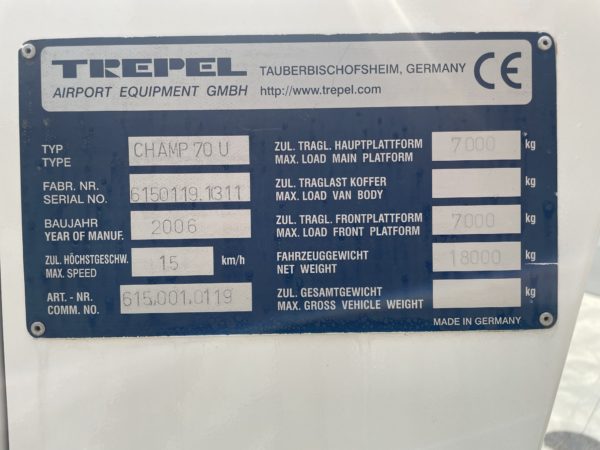 TREPEL
AIRPORT EQUIPMENT GMBH
TAUBERBISCHOFSHEIM, GERMANY
http://www.trepel.com
CE
TYP
TYPE
CHAMP 70 U
FABR. NR.
SERIAL NO.
6150119.1311
BAUJAHR
YEAR OF MANUF.
2006
ZUL. HÖCHSTGESCHW.
MAX. SPEED
15 km/h
ART. - NR.
COMM. NO.
615.001.0119
ZUL. TRAGL. HAUPTPLATTFORM
MAX. LOAD MAIN PLATFORM
7000 kg
ZUL. TRAGLAST KOFFER
MAX. LOAD VAN BODY
kg
ZUL. TRAGL. FRONTPLATTFORM
MAX. LOAD FRONT PLATFORM
7000 kg
FAHRZEUGGEWICHT
NET WEIGHT
18000 kg
ZUL. GESAMTGEWICHT
MAX. GROSS VEHICLE WEIGHT
kg
MADE IN GERMANY